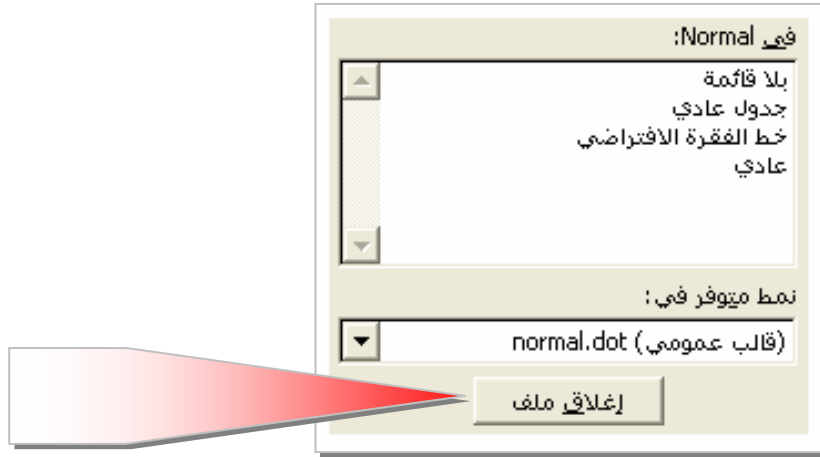 في Normal:
بلا قائمة
جدول عادي
خط الفقرة الافتراضي
عادي
نمط متوفر في:
normal.dot (قالب عمومي)
إغلاق ملف